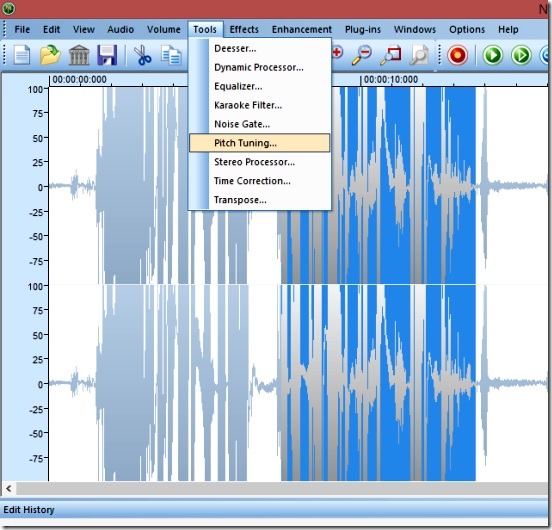 N
File Edit View Audio Volume Tools Effects Enhancement Plug-ins Windows Options Help
Deesser...
Dynamic Processor...
Equalizer...
Karaoke Filter...
Noise Gate...
Pitch Tuning...
Stereo Processor...
Time Correction...
Transpose...
00:00:00:000 00:00:10:000
100
75
50
25
0
-25
-50
-75
100
75
50
25
0
-25
-50
-75
Edit History